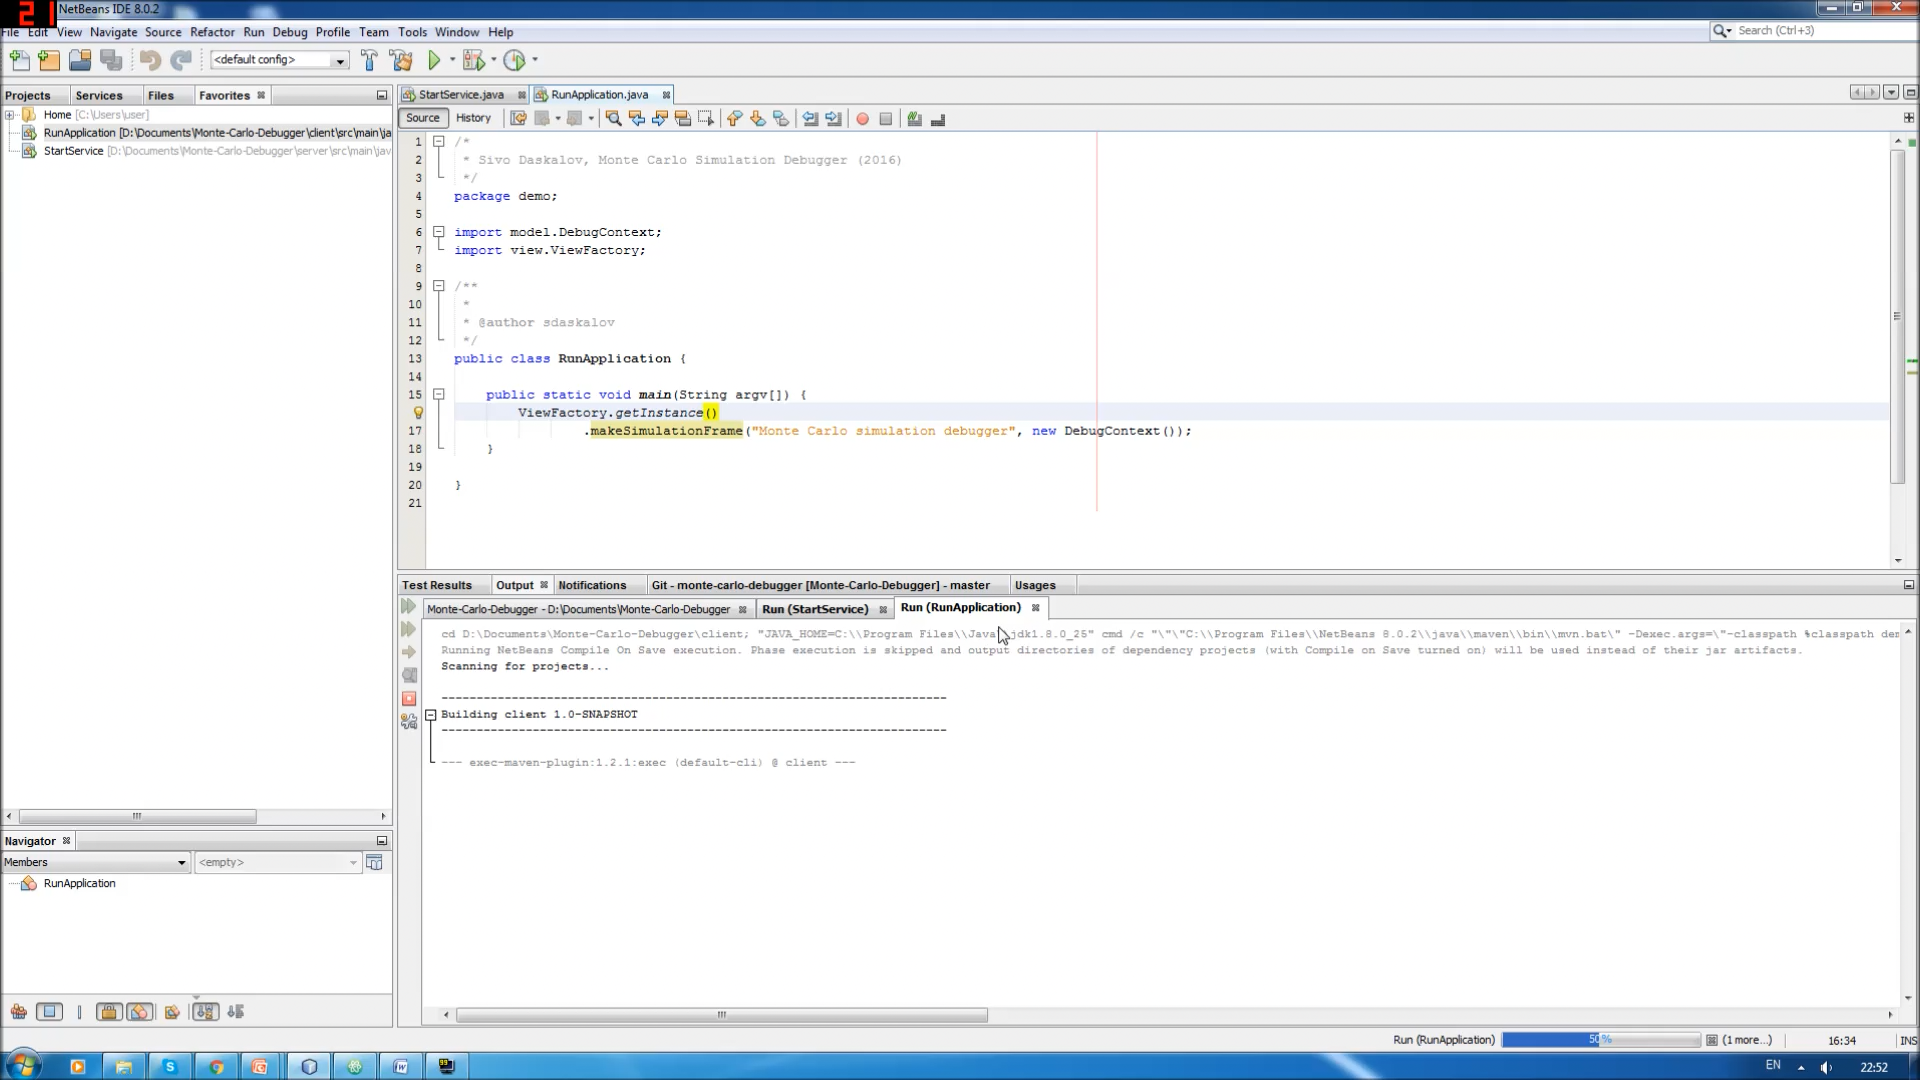 21
NetBeans IDE 8.0.2
File Edit View Navigate Source Refactor Run Debug Profile Team Tools Window Help
Search (Ctrl+3)
<default config>
Projects Services Files Favorites
Home [C:\Users\user]
RunApplication [D:\Documents\Monte-Carlo-Debugger\client\src\main\ja
StartService [D:\Documents\Monte-Carlo-Debugger\server\src\main\jav
StartService.java RunApplication.java
Source History
1 /*
2 * Sivo Daskalov, Monte Carlo Simulation Debugger (2016)
3 */
4 package demo;
5
6 import model.DebugContext;
7 import view.ViewFactory;
8
9 /**
10 *
11 * @author sdaskalov
12 */
13 public class RunApplication {
14
15 public static void main(String argv[]) {
ViewFactory.getInstance()
17 .makeSimulationFrame("Monte Carlo simulation debugger", new DebugContext());
18 }
19
20 }
21
Test Results Output Notifications Git - monte-carlo-debugger [Monte-Carlo-Debugger] - master Usages
Monte-Carlo-Debugger - D:\Documents\Monte-Carlo-Debugger Run (StartService) Run (RunApplication)
cd D:\Documents\Monte-Carlo-Debugger\client; "JAVA_HOME=C:\\Program Files\\Java\\jdk1.8.0_25" cmd /c "\"\"C:\\Program Files\\NetBeans 8.0.2\\java\\maven\\bin\\mvn.bat\" -Dexec.args=\"-classpath %classpath dem
Running NetBeans Compile On Save execution. Phase execution is skipped and output directories of dependency projects (with Compile on Save turned on) will be used instead of their jar artifacts.
Scanning for projects...
------------------------------------------------------------------------
Building client 1.0-SNAPSHOT
------------------------------------------------------------------------
--- exec-maven-plugin:1.2.1:exec (default-cli) @ client ---
Navigator
Members <empty>
RunApplication
Run (RunApplication) 50% (1 more...) 16:34 INS
99
EN 22:52